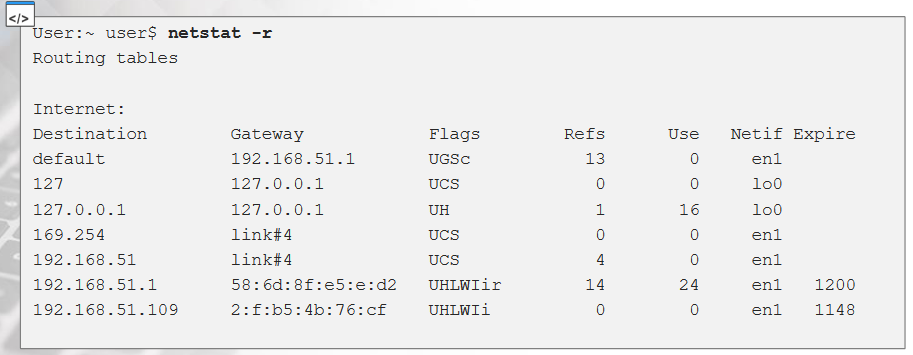 </>
User:~ user$ netstat -r
Routing tables
Internet:
Destination Gateway Flags Refs Use Netif Expire
default 192.168.51.1 UGSc 13 0 en1
127 127.0.0.1 UCS 0 0 lo0
127.0.0.1 127.0.0.1 UH 1 16 lo0
169.254 link#4 UCS 0 0 en1
192.168.51 link#4 UCS 4 0 en1
192.168.51.1 58:6d:8f:e5:e:d2 UHLWIir 14 24 en1 1200
192.168.51.109 2:f:b5:4b:76:cf UHLWIi 0 0 en1 1148